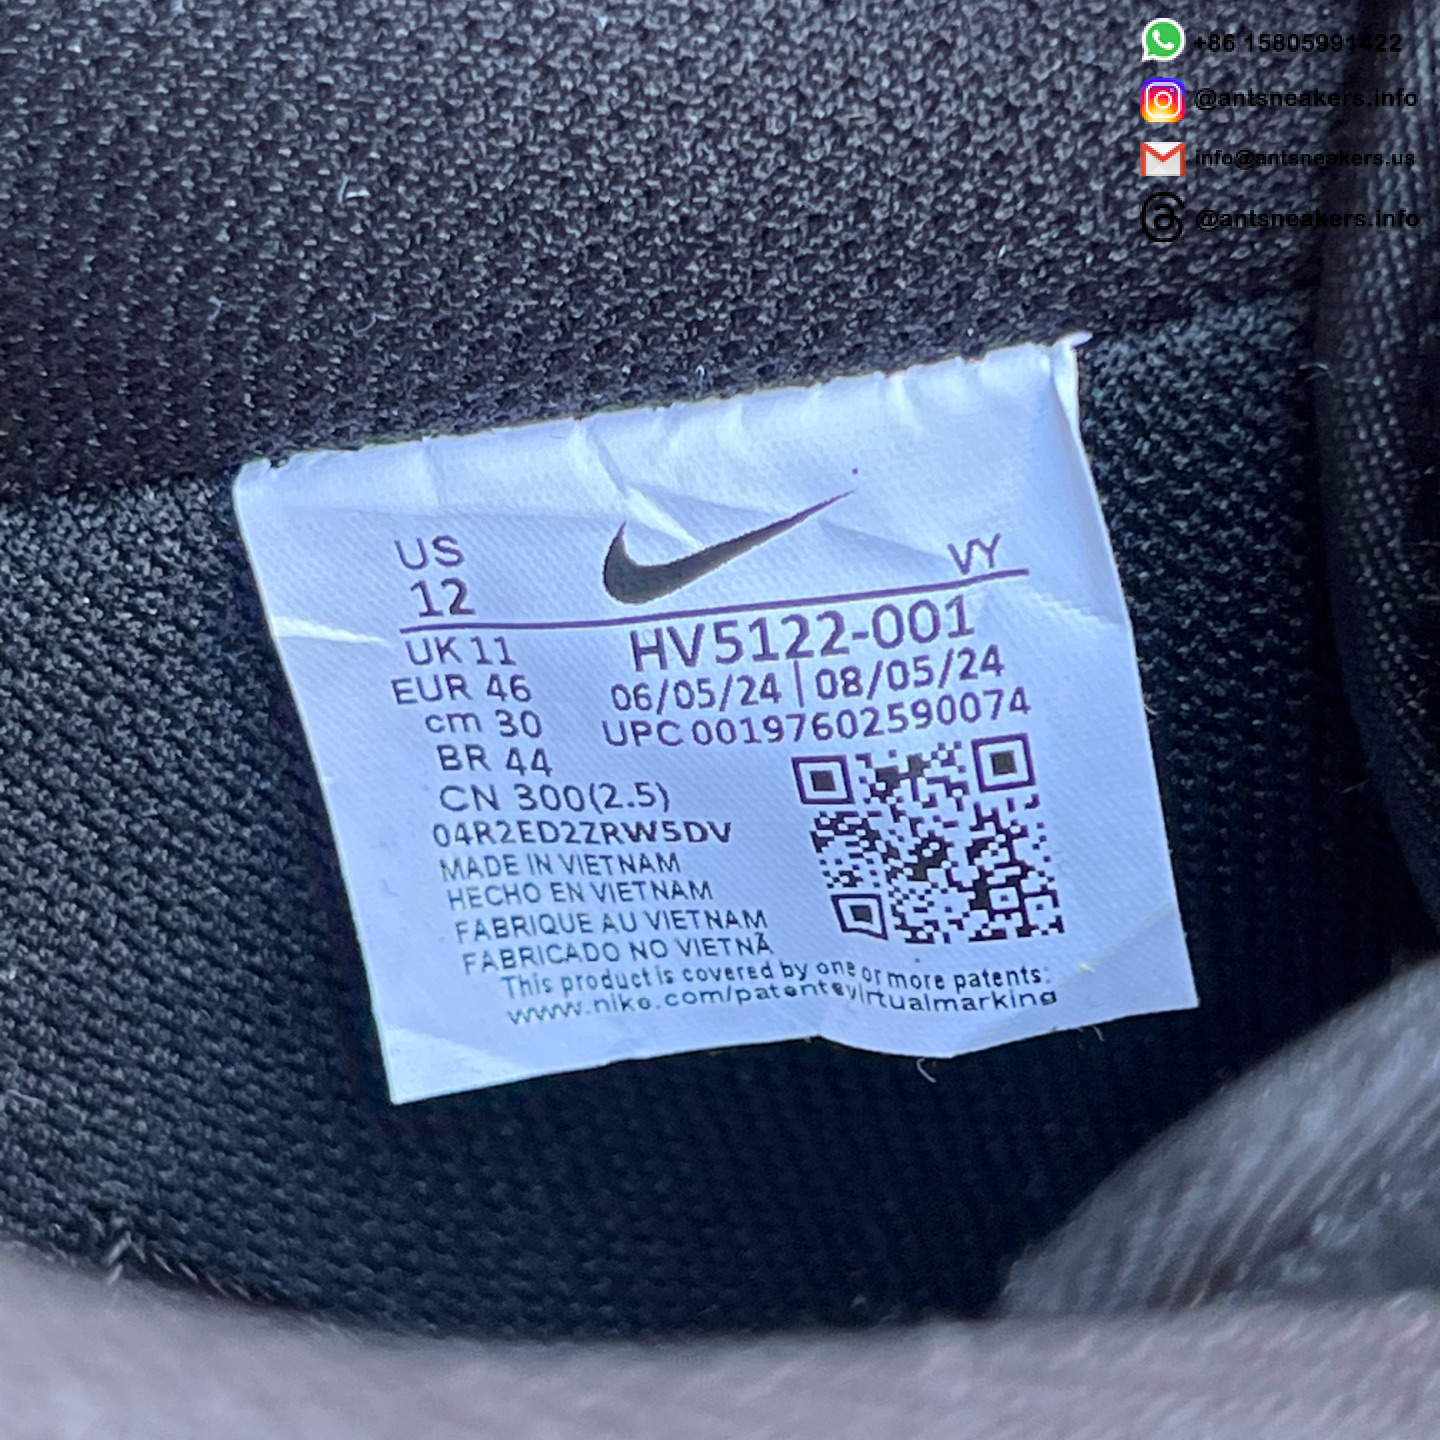 +86 15805991422
@antsneakers.info
info@antsneakers.us
@antsneakers.info
US
12
VY
UK 11
HV5122-001
EUR 46
06/05/24 | 08/05/24
cm 30
UPC 00197602590074
BR 44
CN 300(2.5)
04R2ED2ZRW5DV
MADE IN VIETNAM
HECHO EN VIETNAM
FABRIQUE AU VIETNAM
FABRICADO NO VIETNÃ
This product is covered by one or more patents:
www.nike.com/patentsvirtualmarking